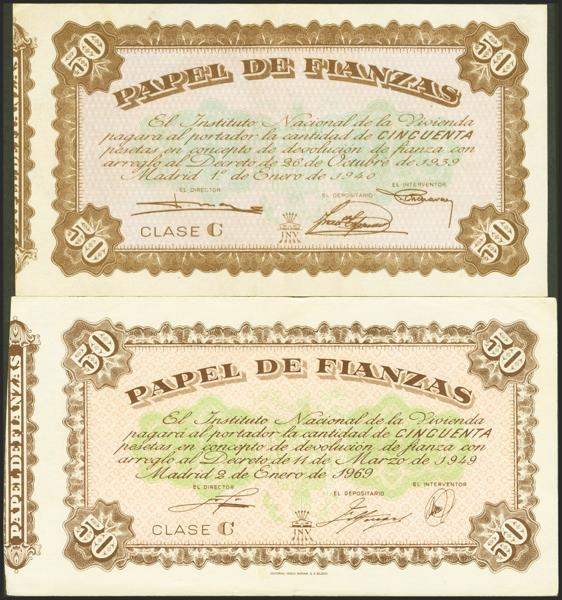 50 50
PAPEL DE FIANZAS
El Instituto Nacional de la Vivienda
pagará al portador la cantidad de CINCUENTA
pesetas en concepto de devolución de fianza con
arreglo al Decreto de 26 de Octubre de 1939
Madrid 1º de Enero de 1940
EL DIRECTOR EL DEPOSITARIO EL INTERVENTOR
CLASE C
INV
50 50
PAPEL DE FIANZAS
50 50
PAPEL DE FIANZAS
El Instituto Nacional de la Vivienda
pagará al portador la cantidad de CINCUENTA
pesetas en concepto de devolución de fianza con
arreglo al Decreto de 11 de Marzo de 1949
Madrid 2 de Enero de 1969
EL DIRECTOR EL DEPOSITARIO EL INTERVENTOR
CLASE C
INV
50 50
PAPEL DE FIANZAS